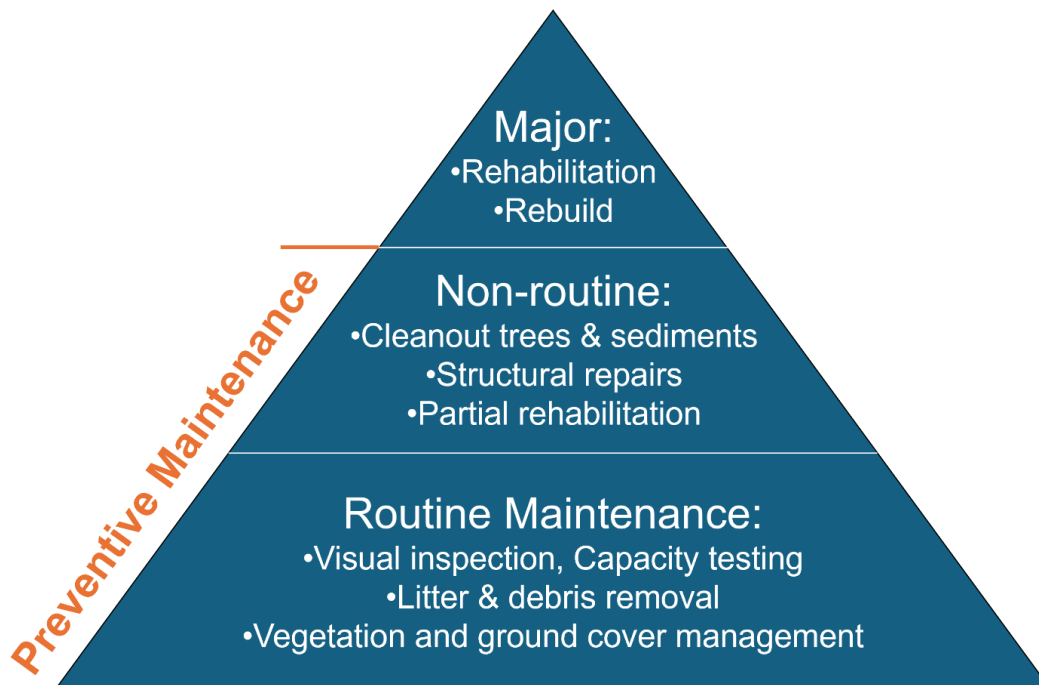 Major:
•Rehabilitation
•Rebuild
Non-routine:
•Cleanout trees & sediments
•Structural repairs
•Partial rehabilitation
Routine Maintenance:
•Visual inspection, Capacity testing
•Litter & debris removal
•Vegetation and ground cover management
Preventive Maintenance